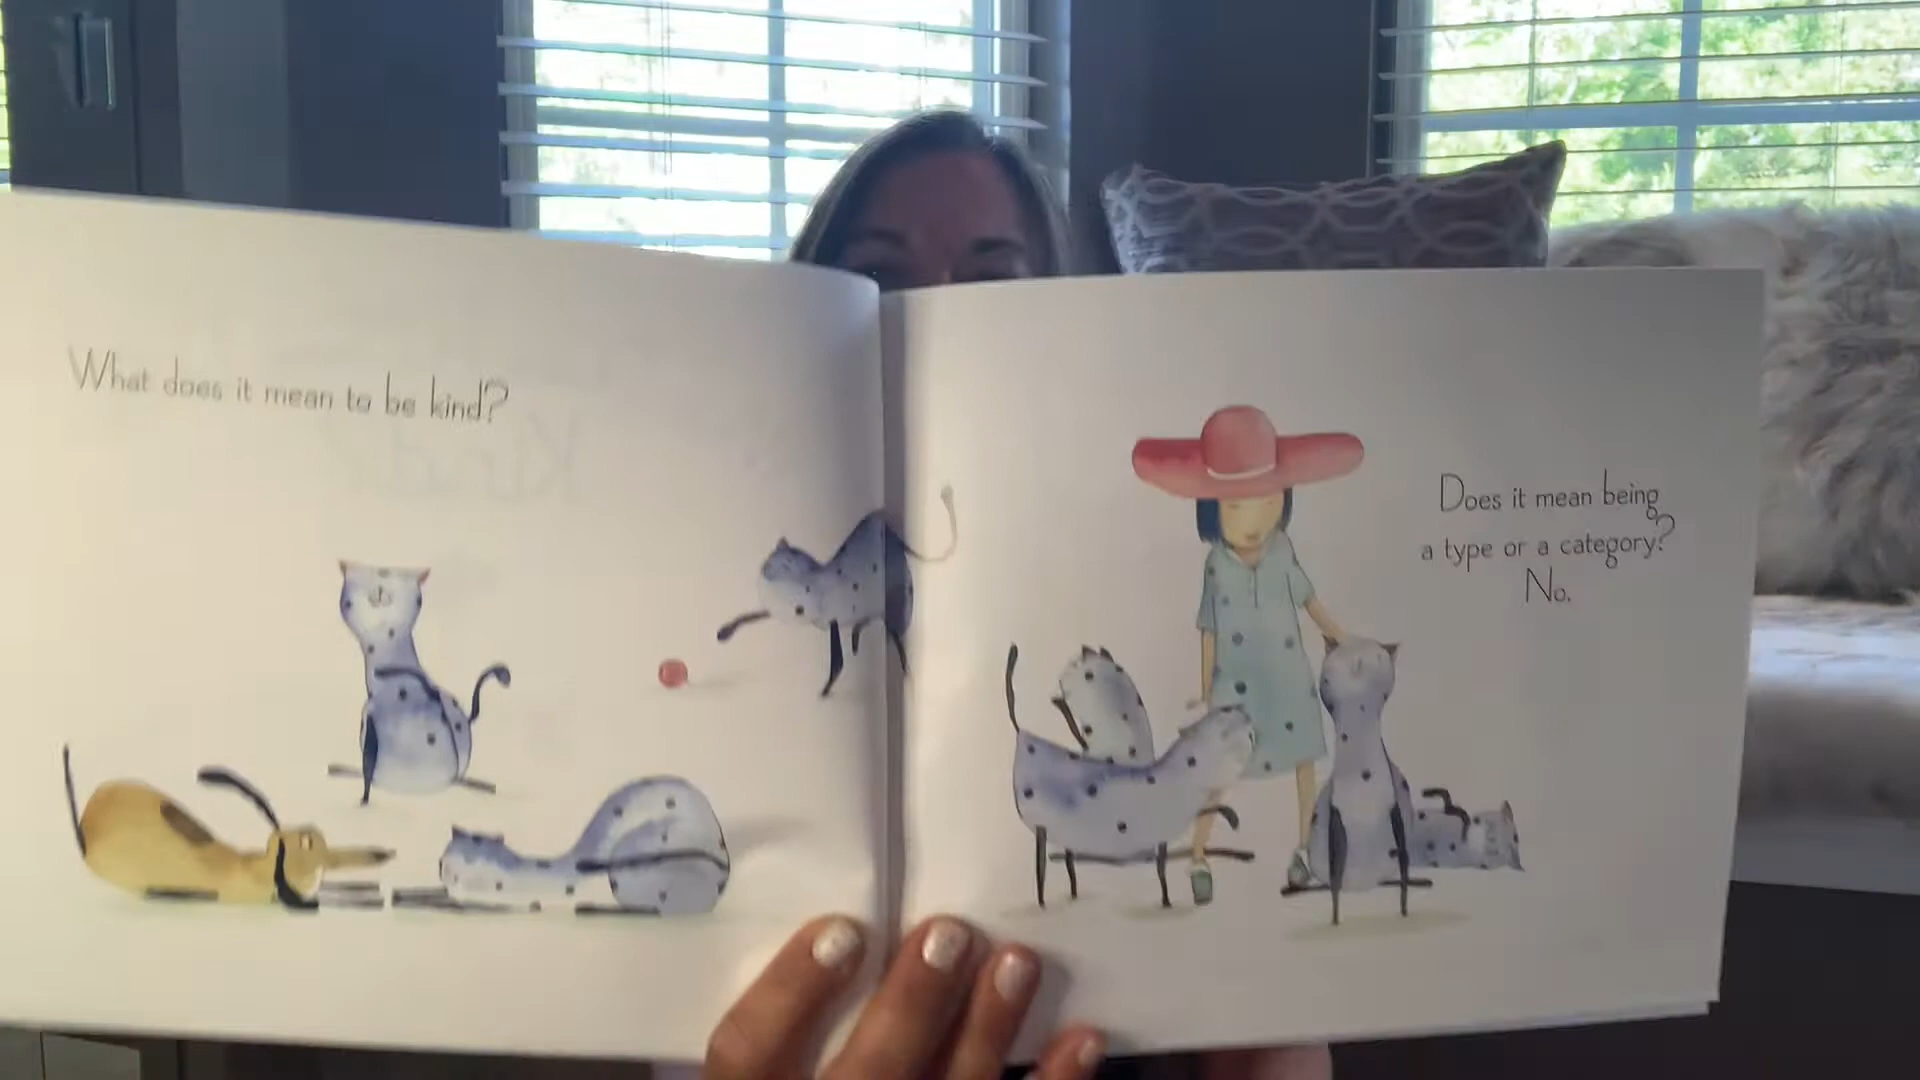 What does it mean to be kind?
Does it mean being
a type or a category?
No.